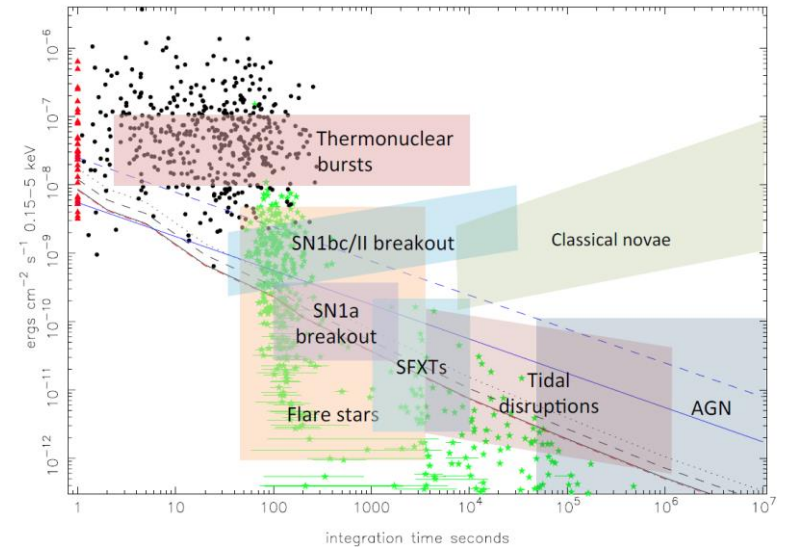 10⁻⁶
10⁻⁷
10⁻⁸
10⁻⁹
10⁻¹⁰
10⁻¹¹
10⁻¹²
ergs cm⁻² s⁻¹ 0.15−5 keV
Thermonuclear
bursts
SN1bc/II breakout
Classical novae
SN1a
breakout
SFXTs
Flare stars
Tidal
disruptions
AGN
1 10 100 1000 10⁴ 10⁵ 10⁶ 10⁷
integration time seconds